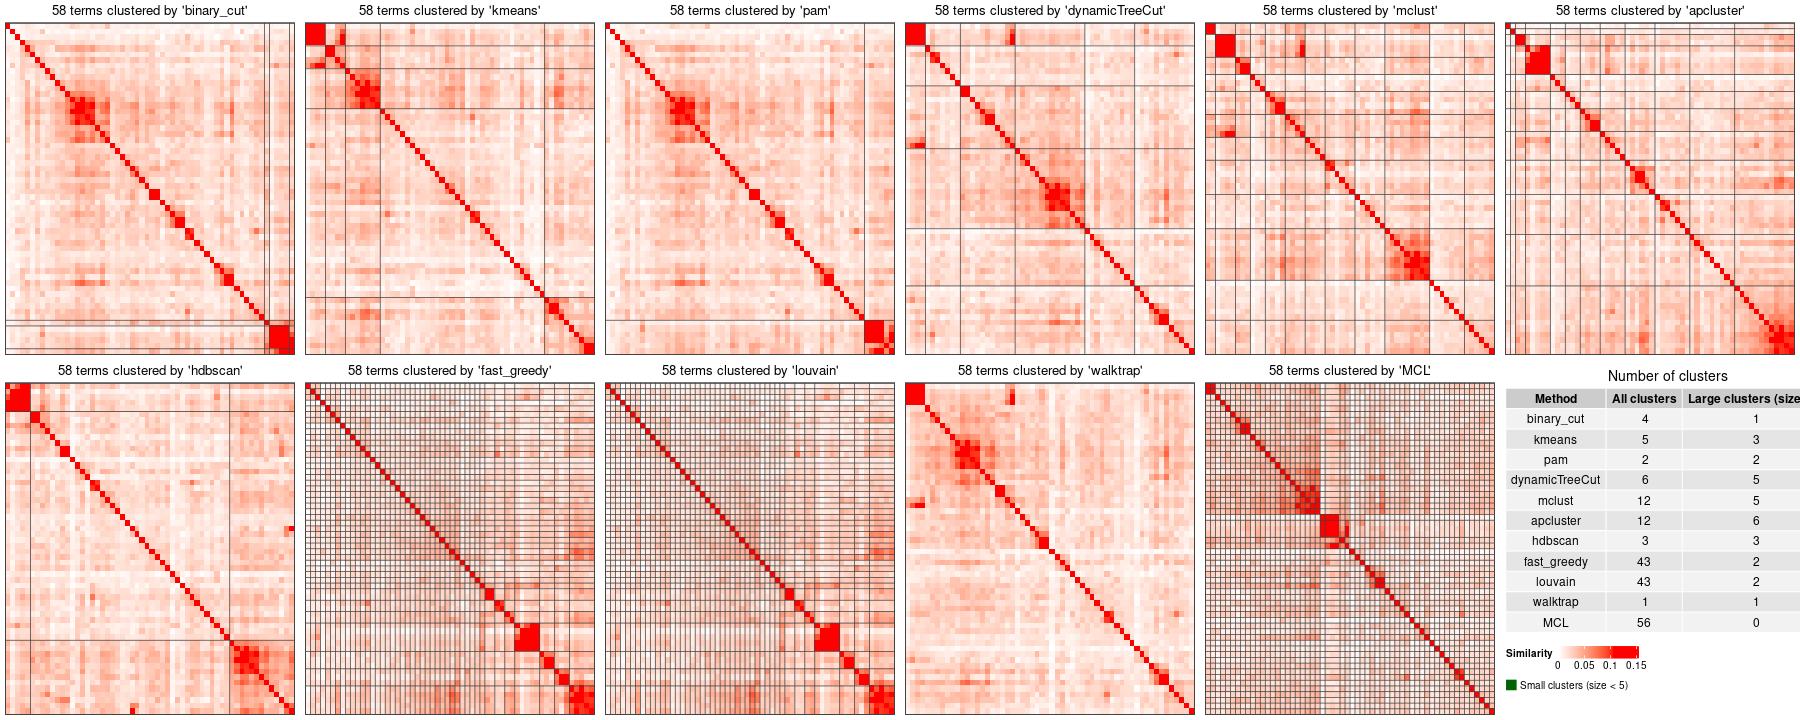 58 terms clustered by 'binary_cut'
58 terms clustered by 'kmeans'
58 terms clustered by 'pam'
58 terms clustered by 'dynamicTreeCut'
58 terms clustered by 'mclust'
58 terms clustered by 'apcluster'
58 terms clustered by 'hdbscan'
58 terms clustered by 'fast_greedy'
58 terms clustered by 'louvain'
58 terms clustered by 'walktrap'
58 terms clustered by 'MCL'
Number of clusters
Method All clusters Large clusters (size
binary_cut 4 1
kmeans 5 3
pam 2 2
dynamicTreeCut 6 5
mclust 12 5
apcluster 12 6
hdbscan 3 3
fast_greedy 43 2
louvain 43 2
walktrap 1 1
MCL 56 0
Similarity
0 0.05 0.1 0.15
Small clusters (size < 5)